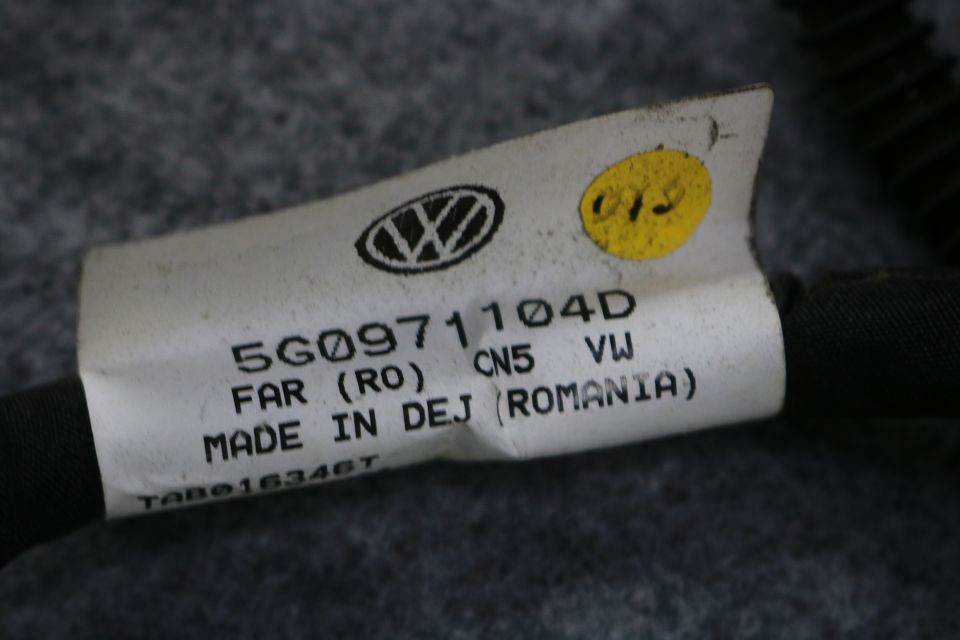 5G0971104D
FAR (RO) CN5 VW
MADE IN DEJ (ROMANIA)
TAB016346T